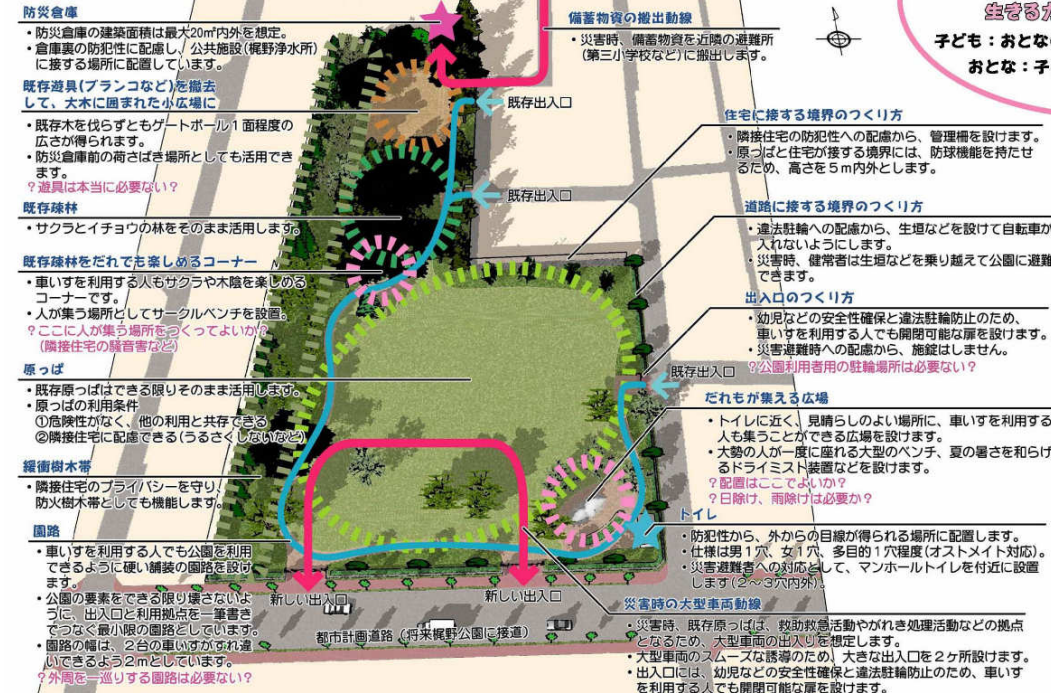 防災倉庫
・防災倉庫の建築面積は最大20㎡内外を想定。
・倉庫裏の防犯性に配慮し、公共施設(梶野浄水所)
に接する場所に配置しています。
既存遊具(ブランコなど)を撤去
して、大木に囲まれた小広場に
・既存木を伐らずともゲートボール1面程度の
広さが得られます。
・防災倉庫前の荷さばき場所としても活用でき
ます。
?遊具は本当に必要ない?
既存疎林
・サクラとイチョウの林をそのまま活用します。
既存疎林をだれでも楽しめるコーナー
・車いすを利用する人もサクラや木陰を楽しめる
コーナーです。
・人が集う場所としてサークルベンチを設置。
?ここに人が集う場所をつくってよいか?
(隣接住宅の騒音害など)
原っぱ
・既存原っぱはできる限りそのまま活用します。
・原っぱの利用条件
①危険性がなく、他の利用と共存できる
②隣接住宅に配慮できる(うるさくしないなど)
緩衝樹木帯
・隣接住宅のプライバシーを守り、
防火樹木帯としても機能します。
園路
・車いすを利用する人でも公園を利用
できるように硬い舗装の園路を設け
ます。
・公園の要素をできる限り壊さないよ
うに、出入口と利用拠点を一筆書き
でつなぐ最小限の園路としています。
・園路の幅は、2台の車いすがすれ違
いできるよう2mとしています。
?外周を一巡りする園路は必要ない?
備蓄物資の搬出動線
・災害時、備蓄物資を近隣の避難所
(第三小学校など)に搬出します。
既存出入口
既存出入口
既存出入口
新しい出入口
新しい出入口
都市計画道路(将来梶野公園に接道)
生きる
子ども:おとな
おとな:子
住宅に接する境界のつくり方
・隣接住宅の防犯性への配慮から、管理柵を設けます。
・原っぱと住宅が接する境界には、防球機能を持たせ
るため、高さを5m内外とします。
道路に接する境界のつくり方
・違法駐輪への配慮から、生垣などを設けて自転車が
入れないようにします。
・災害時、健常者は生垣などを乗り越えて公園に避難
できます。
出入口のつくり方
・幼児などの安全性確保と違法駐輪防止のため、
車いすを利用する人でも開閉可能な扉を設けます。
・災害避難時への配慮から、施錠はしません。
?公園利用者用の駐輪場所は必要ない?
だれもが集える広場
・トイレに近く、見晴らしのよい場所に、車いすを利用する
人も集うことができる広場を設けます。
・大勢の人が一度に座れる大型のベンチ、夏の暑さを和らげ
るドライミスト装置などを設けます。
?配置はここでよいか?
?日除け、雨除けは必要か?
トイレ
・防犯性から、外からの目線が得られる場所に配置します。
・仕様は男1穴、女1穴、多目的1穴程度(オストメイト対応)。
・災害避難者への対応として、マンホールトイレを付近に設置
します(2～3穴内外)。
災害時の大型車両動線
・災害時、既存原っぱは、救助救急活動やがれき処理活動などの拠点
となるため、大型車両の出入りを想定します。
・大型車両のスムーズな誘導のため、大きな出入口を2ヶ所設けます。
・出入口には、幼児などの安全性確保と違法駐輪防止のため、車いす
を利用する人でも開閉可能な扉を設けます。